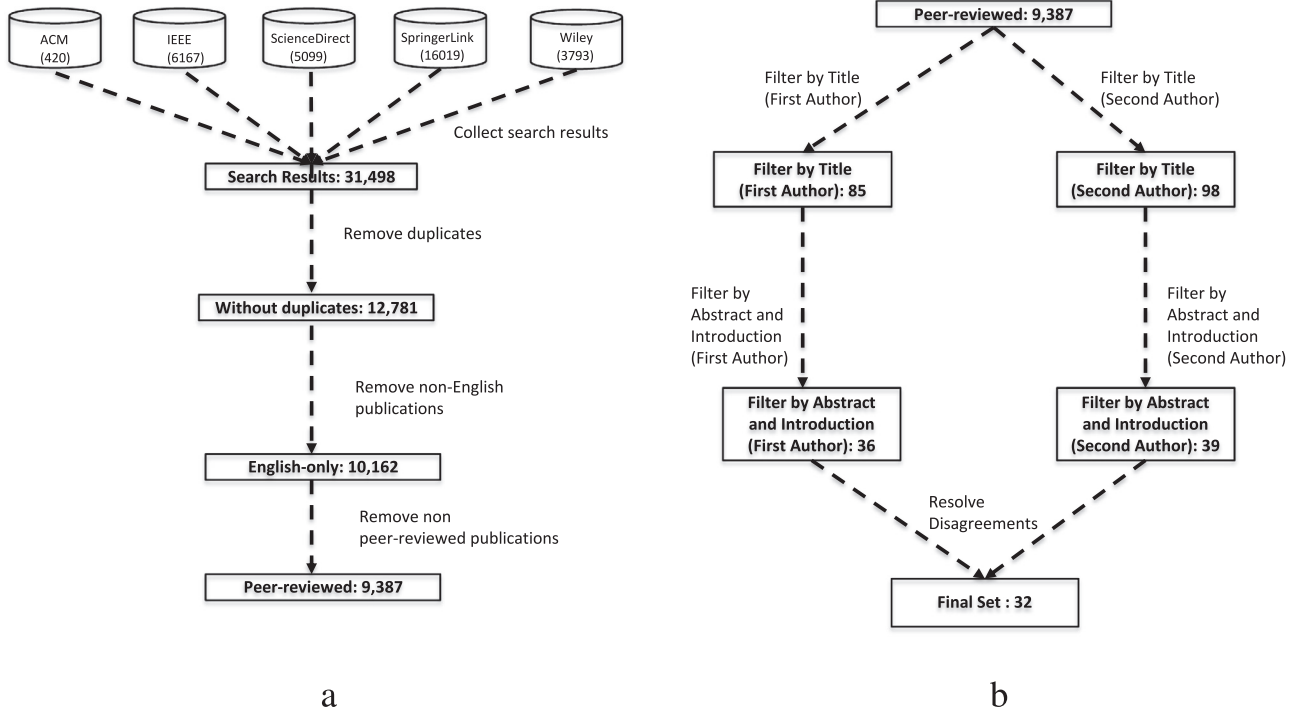 ACM
(420)
IEEE
(6167)
ScienceDirect
(5099)
SpringerLink
(16019)
Wiley
(3793)
Collect search results
Search Results: 31,498
Remove duplicates
Without duplicates: 12,781
Remove non-English
publications
English-only: 10,162
Remove non
peer-reviewed publications
Peer-reviewed: 9,387
a
Peer-reviewed: 9,387
Filter by Title
(First Author)
Filter by Title
(Second Author)
Filter by Title
(First Author): 85
Filter by Title
(Second Author): 98
Filter by
Abstract and
Introduction
(First Author)
Filter by
Abstract and
Introduction
(Second Author)
Filter by Abstract
and Introduction
(First Author): 36
Filter by Abstract
and Introduction
(Second Author): 39
Resolve
Disagreements
Final Set : 32
b